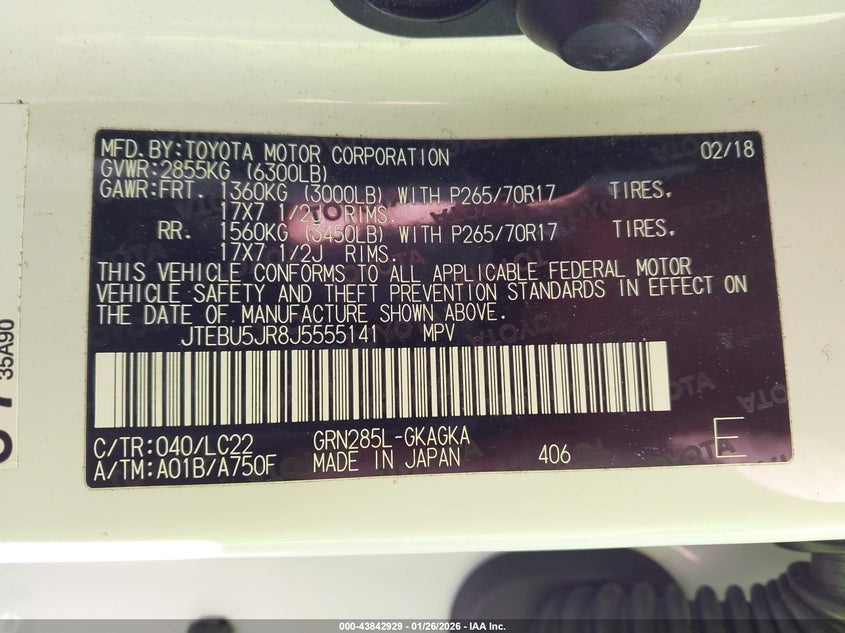 MFD.BY:TOYOTA MOTOR CORPORATION 02/18
GVWR:2855KG (6300LB)
GAWR:FRT. 1360KG (3000LB) WITH P265/70R17 TIRES.
17X7 1/2J RIMS.
RR. 1560KG (3450LB) WITH P265/70R17 TIRES.
17X7 1/2J RIMS.
THIS VEHICLE CONFORMS TO ALL APPLICABLE FEDERAL MOTOR
VEHICLE SAFETY AND THEFT PREVENTION STANDARDS IN EFFECT ON
THE DATE OF MANUFACTURE SHOWN ABOVE.
JTEBU5JR8J5555141 MPV
C/TR:040/LC22 GRN285L-GKAGKA
A/TM:A01B/A750F MADE IN JAPAN 406 E
35A90
000-43842929 - 01/26/2026 - IAA Inc.